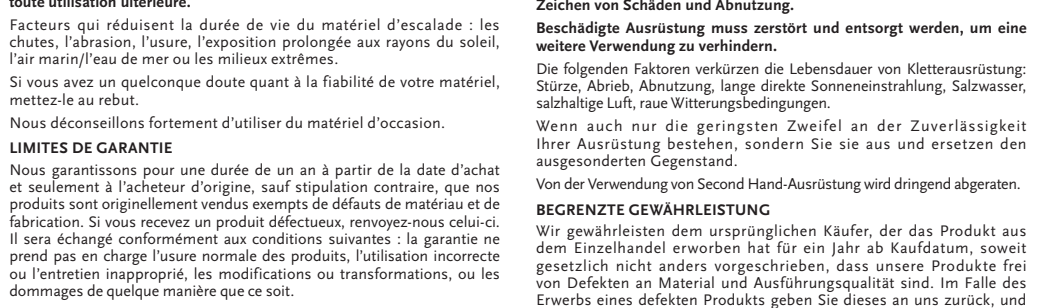 toute utilisation ultérieure.
Facteurs qui réduisent la durée de vie du matériel d’escalade : les
chutes, l’abrasion, l’usure, l’exposition prolongée aux rayons du soleil,
l’air marin/l’eau de mer ou les milieux extrêmes.
Si vous avez un quelconque doute quant à la fiabilité de votre matériel,
mettez-le au rebut.
Nous déconseillons fortement d’utiliser du matériel d’occasion.
LIMITES DE GARANTIE
Nous garantissons pour une durée de un an à partir de la date d’achat
et seulement à l’acheteur d’origine, sauf stipulation contraire, que nos
produits sont originellement vendus exempts de défauts de matériau et de
fabrication. Si vous recevez un produit défectueux, renvoyez-nous celui-ci.
Il sera échangé conformément aux conditions suivantes : la garantie ne
prend pas en charge l’usure normale des produits, l’utilisation incorrecte
ou l’entretien inapproprié, les modifications ou transformations, ou les
dommages de quelque manière que ce soit.
Zeichen von Schäden und Abnutzung.
Beschädigte Ausrüstung muss zerstört und entsorgt werden, um eine
weitere Verwendung zu verhindern.
Die folgenden Faktoren verkürzen die Lebensdauer von Kletterausrüstung:
Stürze, Abrieb, Abnutzung, lange direkte Sonneneinstrahlung, Salzwasser,
salzhaltige Luft, raue Witterungsbedingungen.
Wenn auch nur die geringsten Zweifel an der Zuverlässigkeit
Ihrer Ausrüstung bestehen, sondern Sie sie aus und ersetzen den
ausgesonderten Gegenstand.
Von der Verwendung von Second Hand-Ausrüstung wird dringend abgeraten.
BEGRENZTE GEWÄHRLEISTUNG
Wir gewährleisten dem ursprünglichen Käufer, der das Produkt aus
dem Einzelhandel erworben hat für ein Jahr ab Kaufdatum, soweit
gesetzlich nicht anders vorgeschrieben, dass unsere Produkte frei
von Defekten an Material und Ausführungsqualität sind. Im Falle des
Erwerbs eines defekten Produkts geben Sie dieses an uns zurück, und